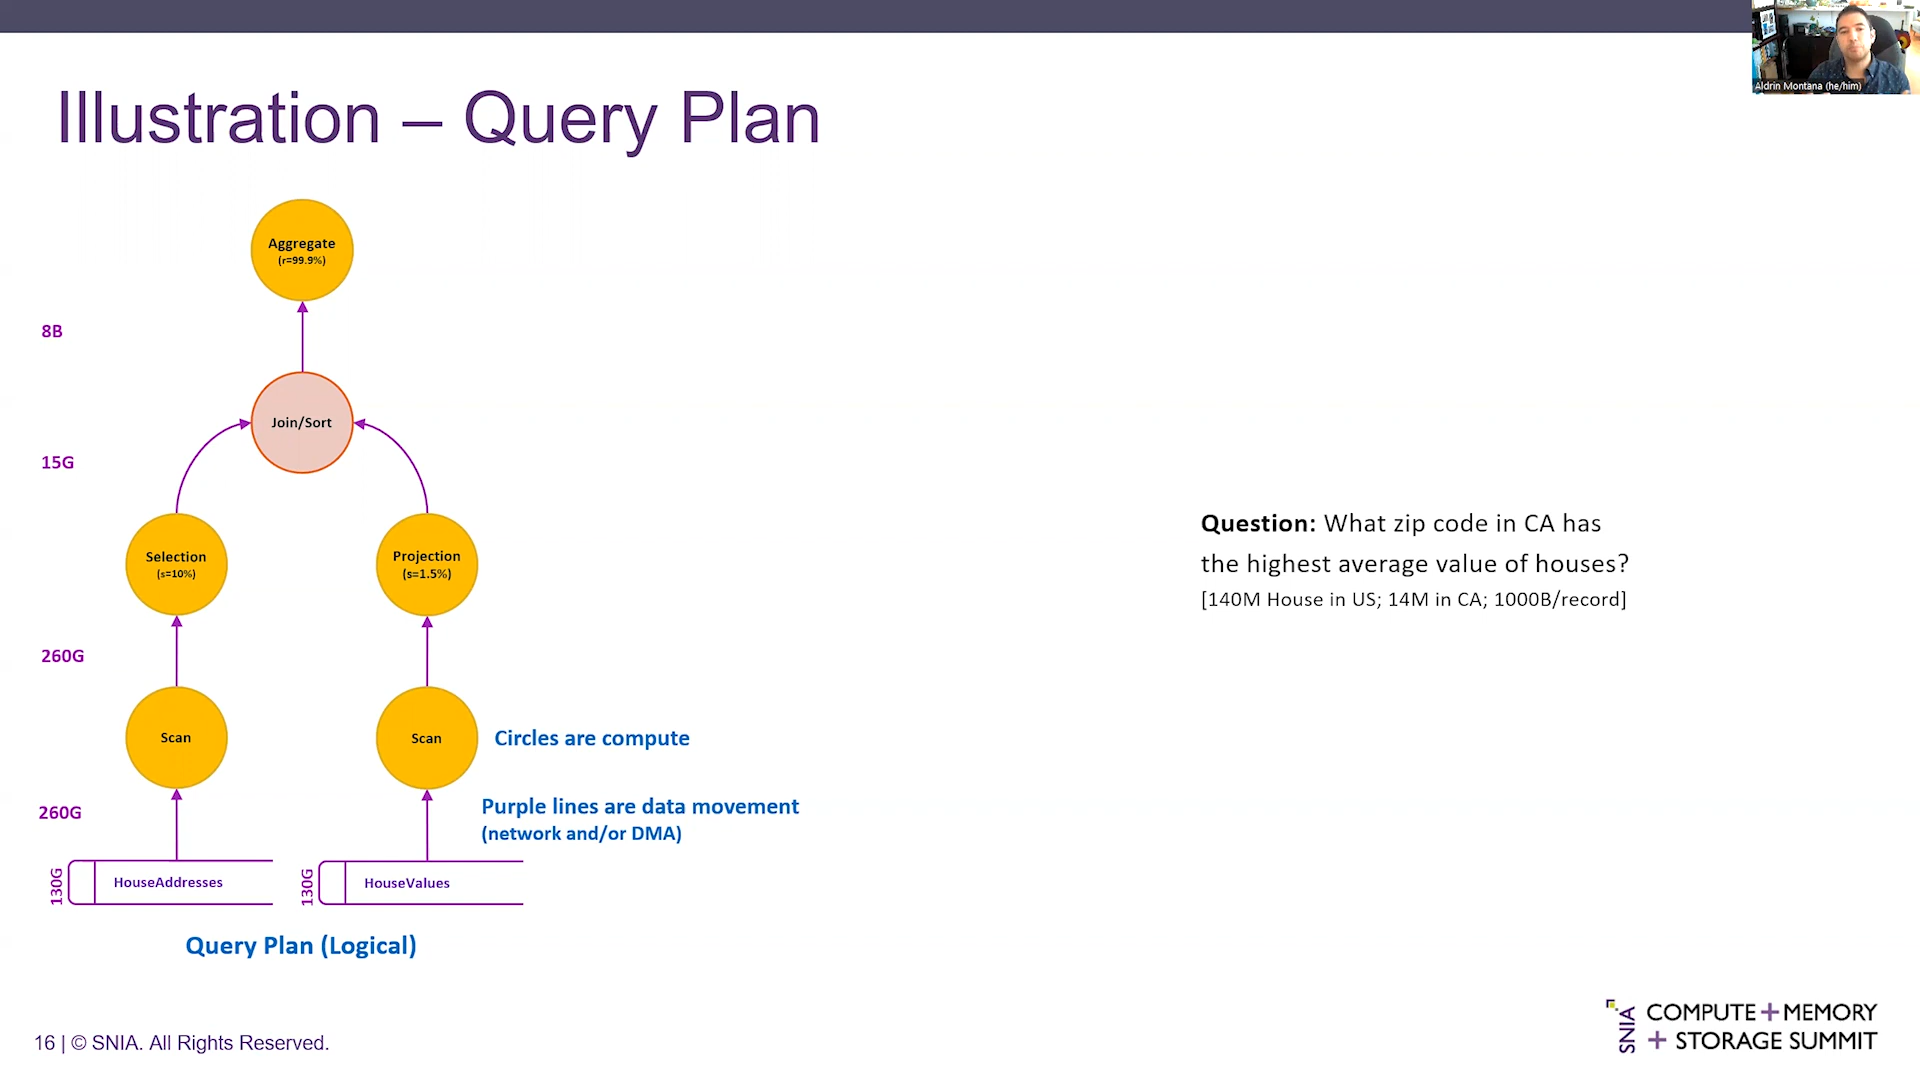 Aldrin Montana (he/him)
Illustration – Query Plan
Aggregate
(r=99.9%)
8B
Join/Sort
15G
Selection
(s=10%)
Projection
(s=1.5%)
Question: What zip code in CA has
the highest average value of houses?
[140M House in US; 14M in CA; 1000B/record]
260G
Scan
Scan
Circles are compute
Purple lines are data movement
(network and/or DMA)
260G
130G
HouseAddresses
130G
HouseValues
Query Plan (Logical)
16 | © SNIA. All Rights Reserved.
SNIA
COMPUTE+MEMORY
+ STORAGE SUMMIT